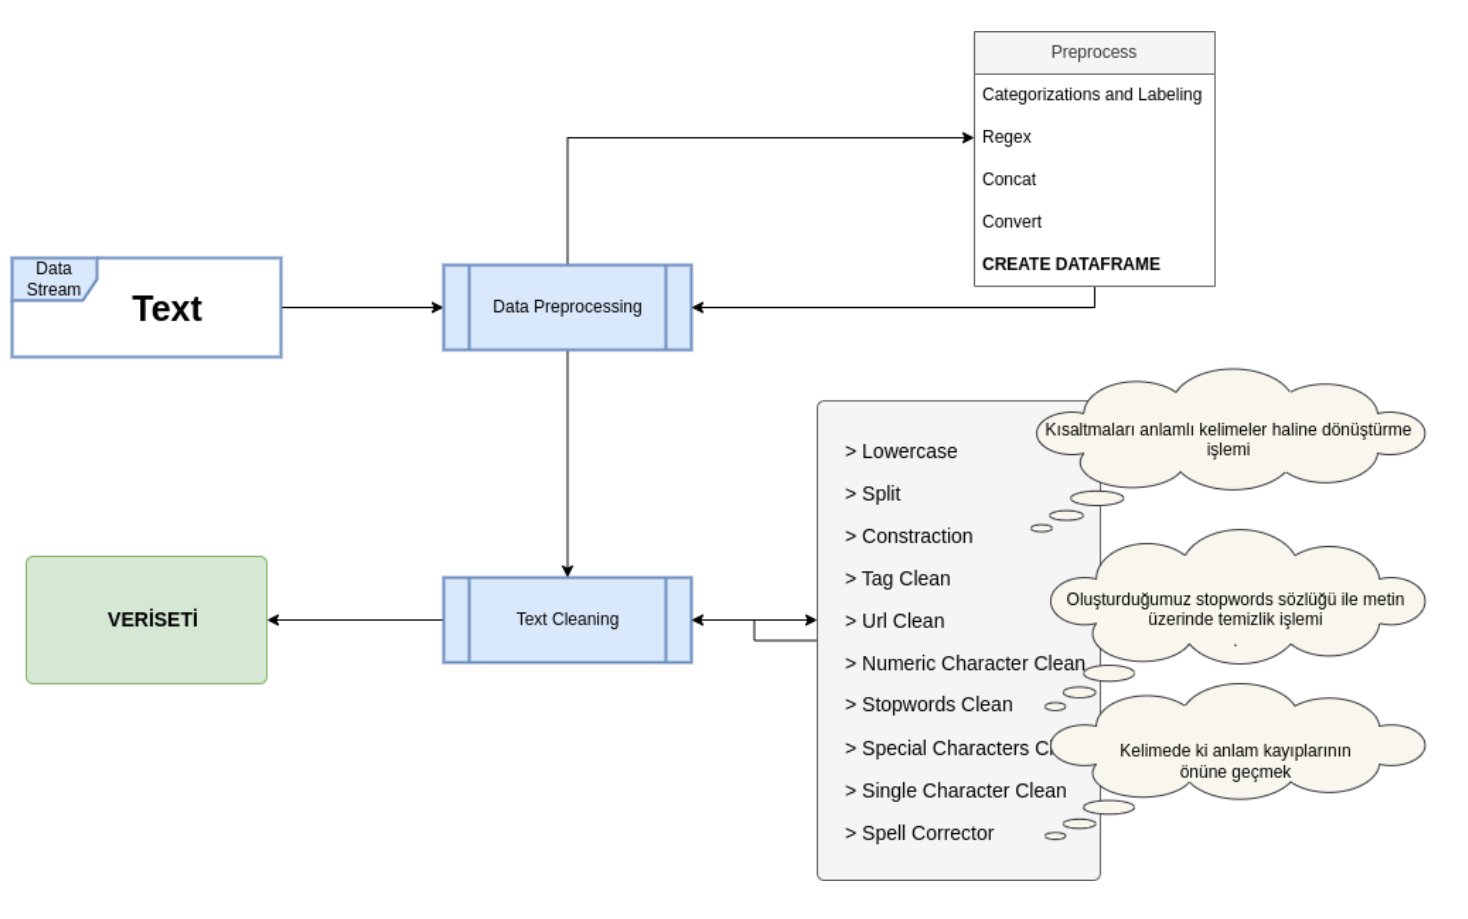 Preprocess
Categorizations and Labeling
Regex
Concat
Convert
CREATE DATAFRAME
Data
Stream
Text
Data Preprocessing
> Lowercase
> Split
> Constraction
> Tag Clean
> Url Clean
> Numeric Character Clean
> Stopwords Clean
> Special Characters
> Single Character Clean
> Spell Corrector
Kısaltmaları anlamlı kelimeler haline dönüştürme
işlemi
Oluşturduğumuz stopwords sözlüğü ile metin
üzerinde temizlik işlemi
.
Kelimede ki anlam kayıplarının
önüne geçmek
Text Cleaning
VERİSETİ